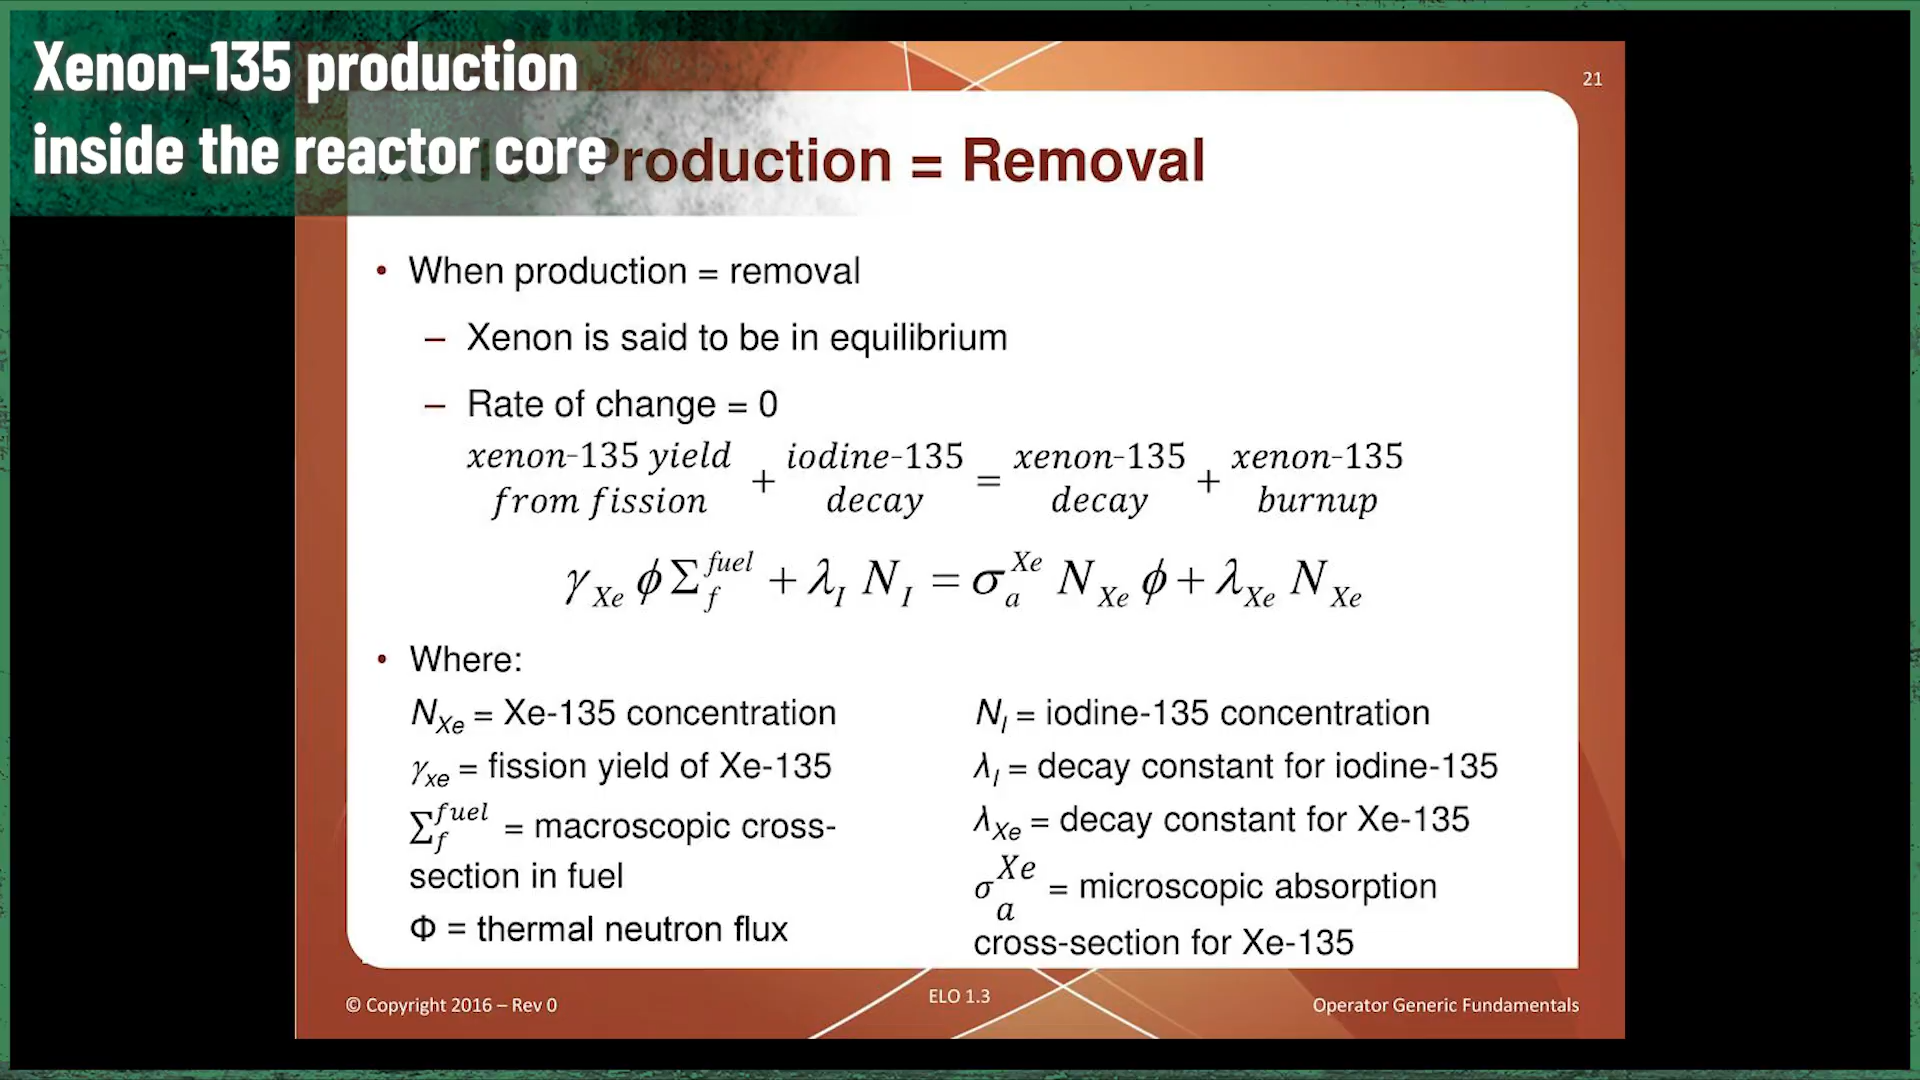 Xenon-135 production
inside the reactor core
21
Production = Removal
• When production = removal
– Xenon is said to be in equilibrium
– Rate of change = 0
xenon-135 yield from fission + iodine-135 decay = xenon-135 decay + xenon-135 burnup
γ_Xe ϕ Σ_f^fuel + λ_I N_I = σ_a^Xe N_Xe ϕ + λ_Xe N_Xe
• Where:
N_Xe = Xe-135 concentration
γ_xe = fission yield of Xe-135
Σ_f^fuel = macroscopic cross-
section in fuel
Φ = thermal neutron flux
N_I = iodine-135 concentration
λ_I = decay constant for iodine-135
λ_Xe = decay constant for Xe-135
σ_a^Xe = microscopic absorption
cross-section for Xe-135
© Copyright 2016 – Rev 0
ELO 1.3
Operator Generic Fundamentals